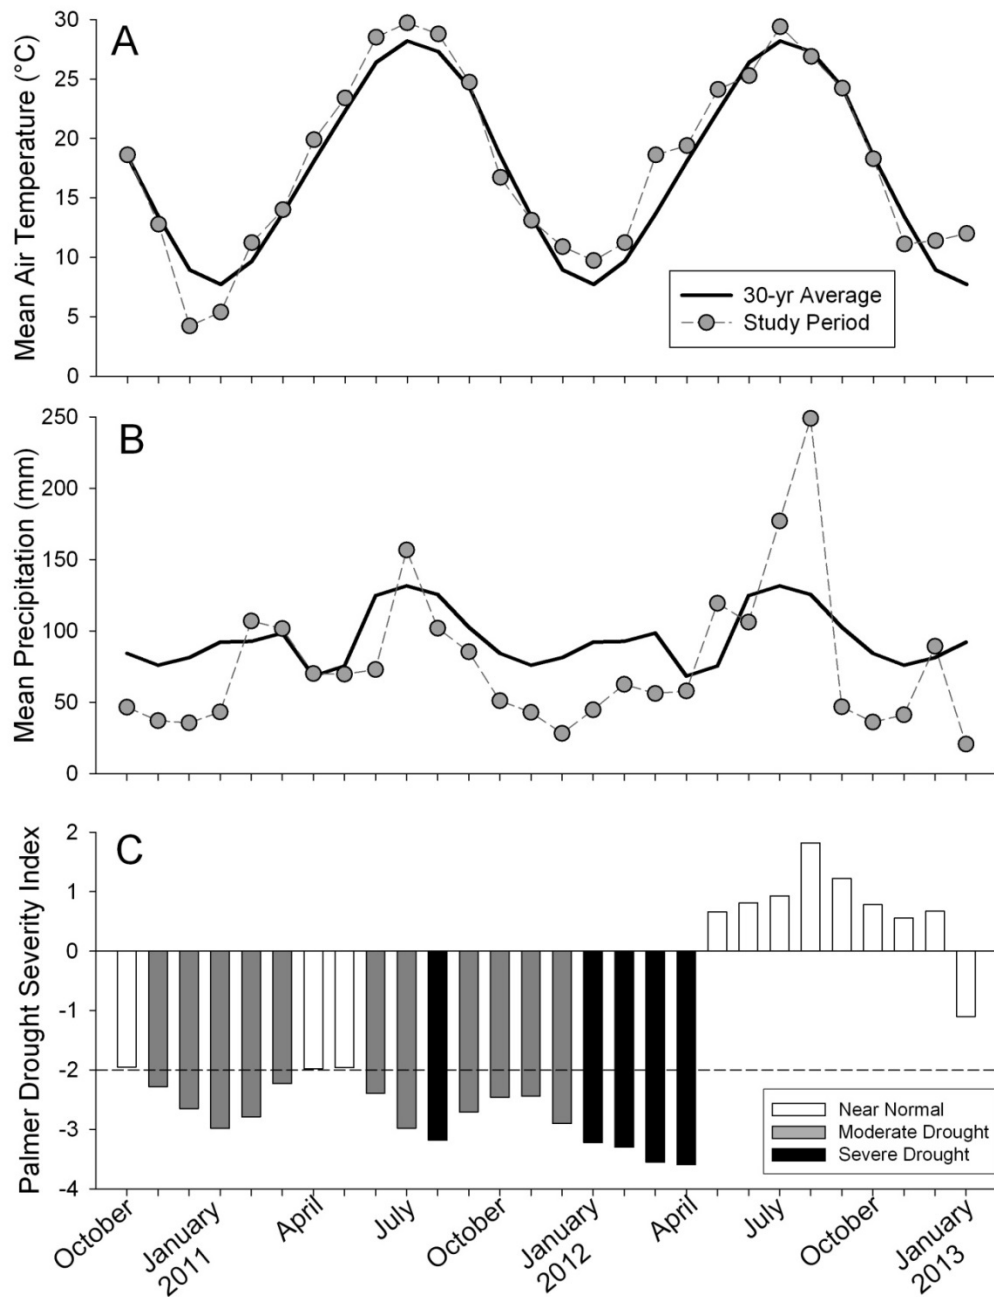 A
Mean Air Temperature (°C)
30
25
20
15
10
5
0
30-yr Average
Study Period
B
Mean Precipitation (mm)
250
200
150
100
50
0
C
Palmer Drought Severity Index
2
1
0
-1
-2
-3
-4
Near Normal
Moderate Drought
Severe Drought
October
January
2011
April
July
October
January
2012
April
July
October
January
2013